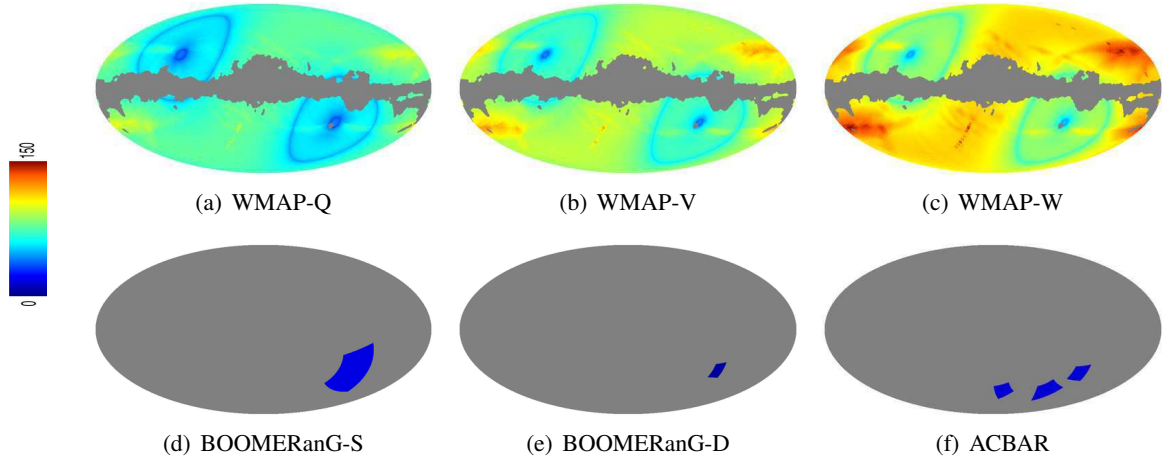 (a) WMAP-Q
(b) WMAP-V
(c) WMAP-W
150
0
(d) BOOMERanG-S
(e) BOOMERanG-D
(f) ACBAR